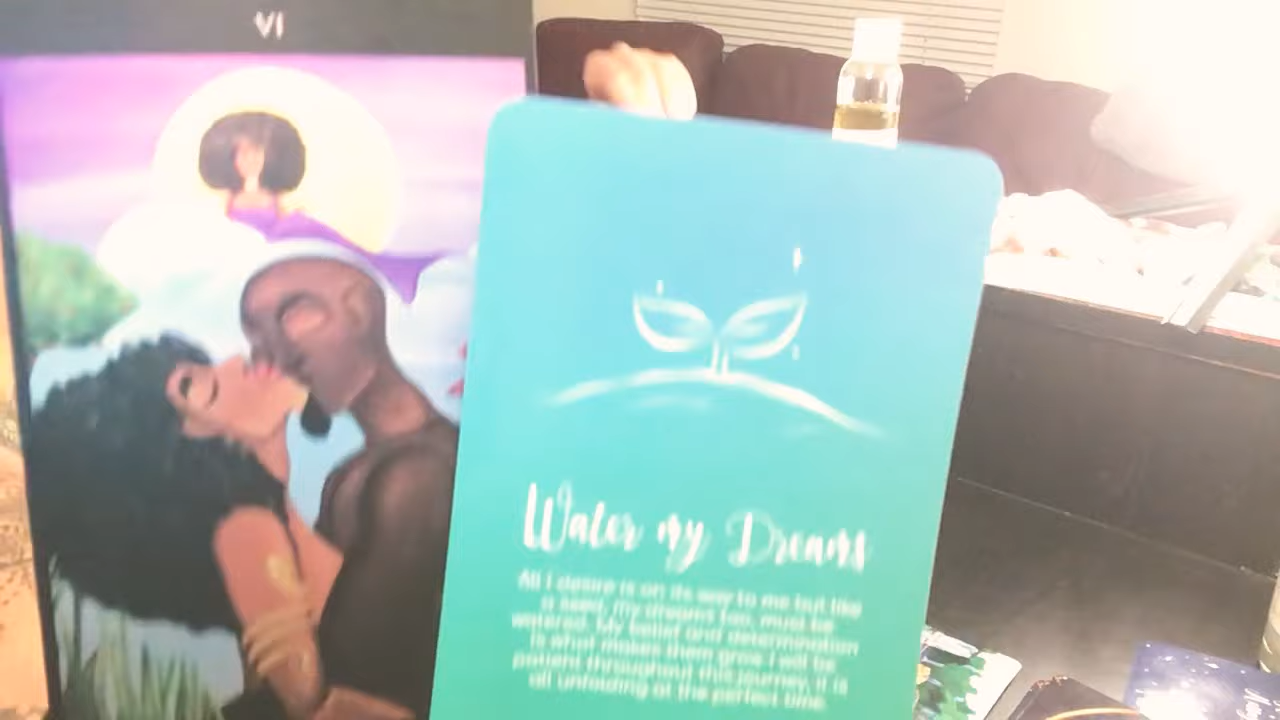 VI
Water my Dreams
All I desire is on its way to me but like
a seed, my dreams too, must be
watered. My belief and determination
is what makes them grow. I will be
patient throughout this journey, it is
all unfolding at the perfect time.